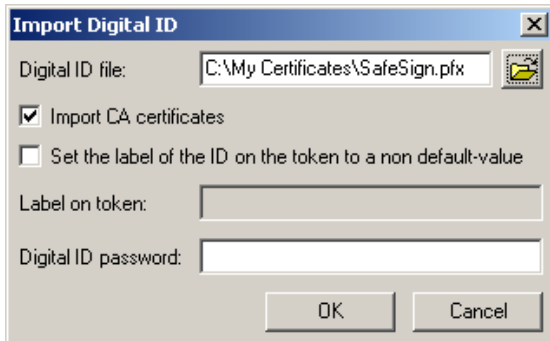 Import Digital ID
Digital ID file: C:\My Certificates\SafeSign.pfx
Import CA certificates
Set the label of the ID on the token to a non default-value
Label on token:
Digital ID password:
OK Cancel